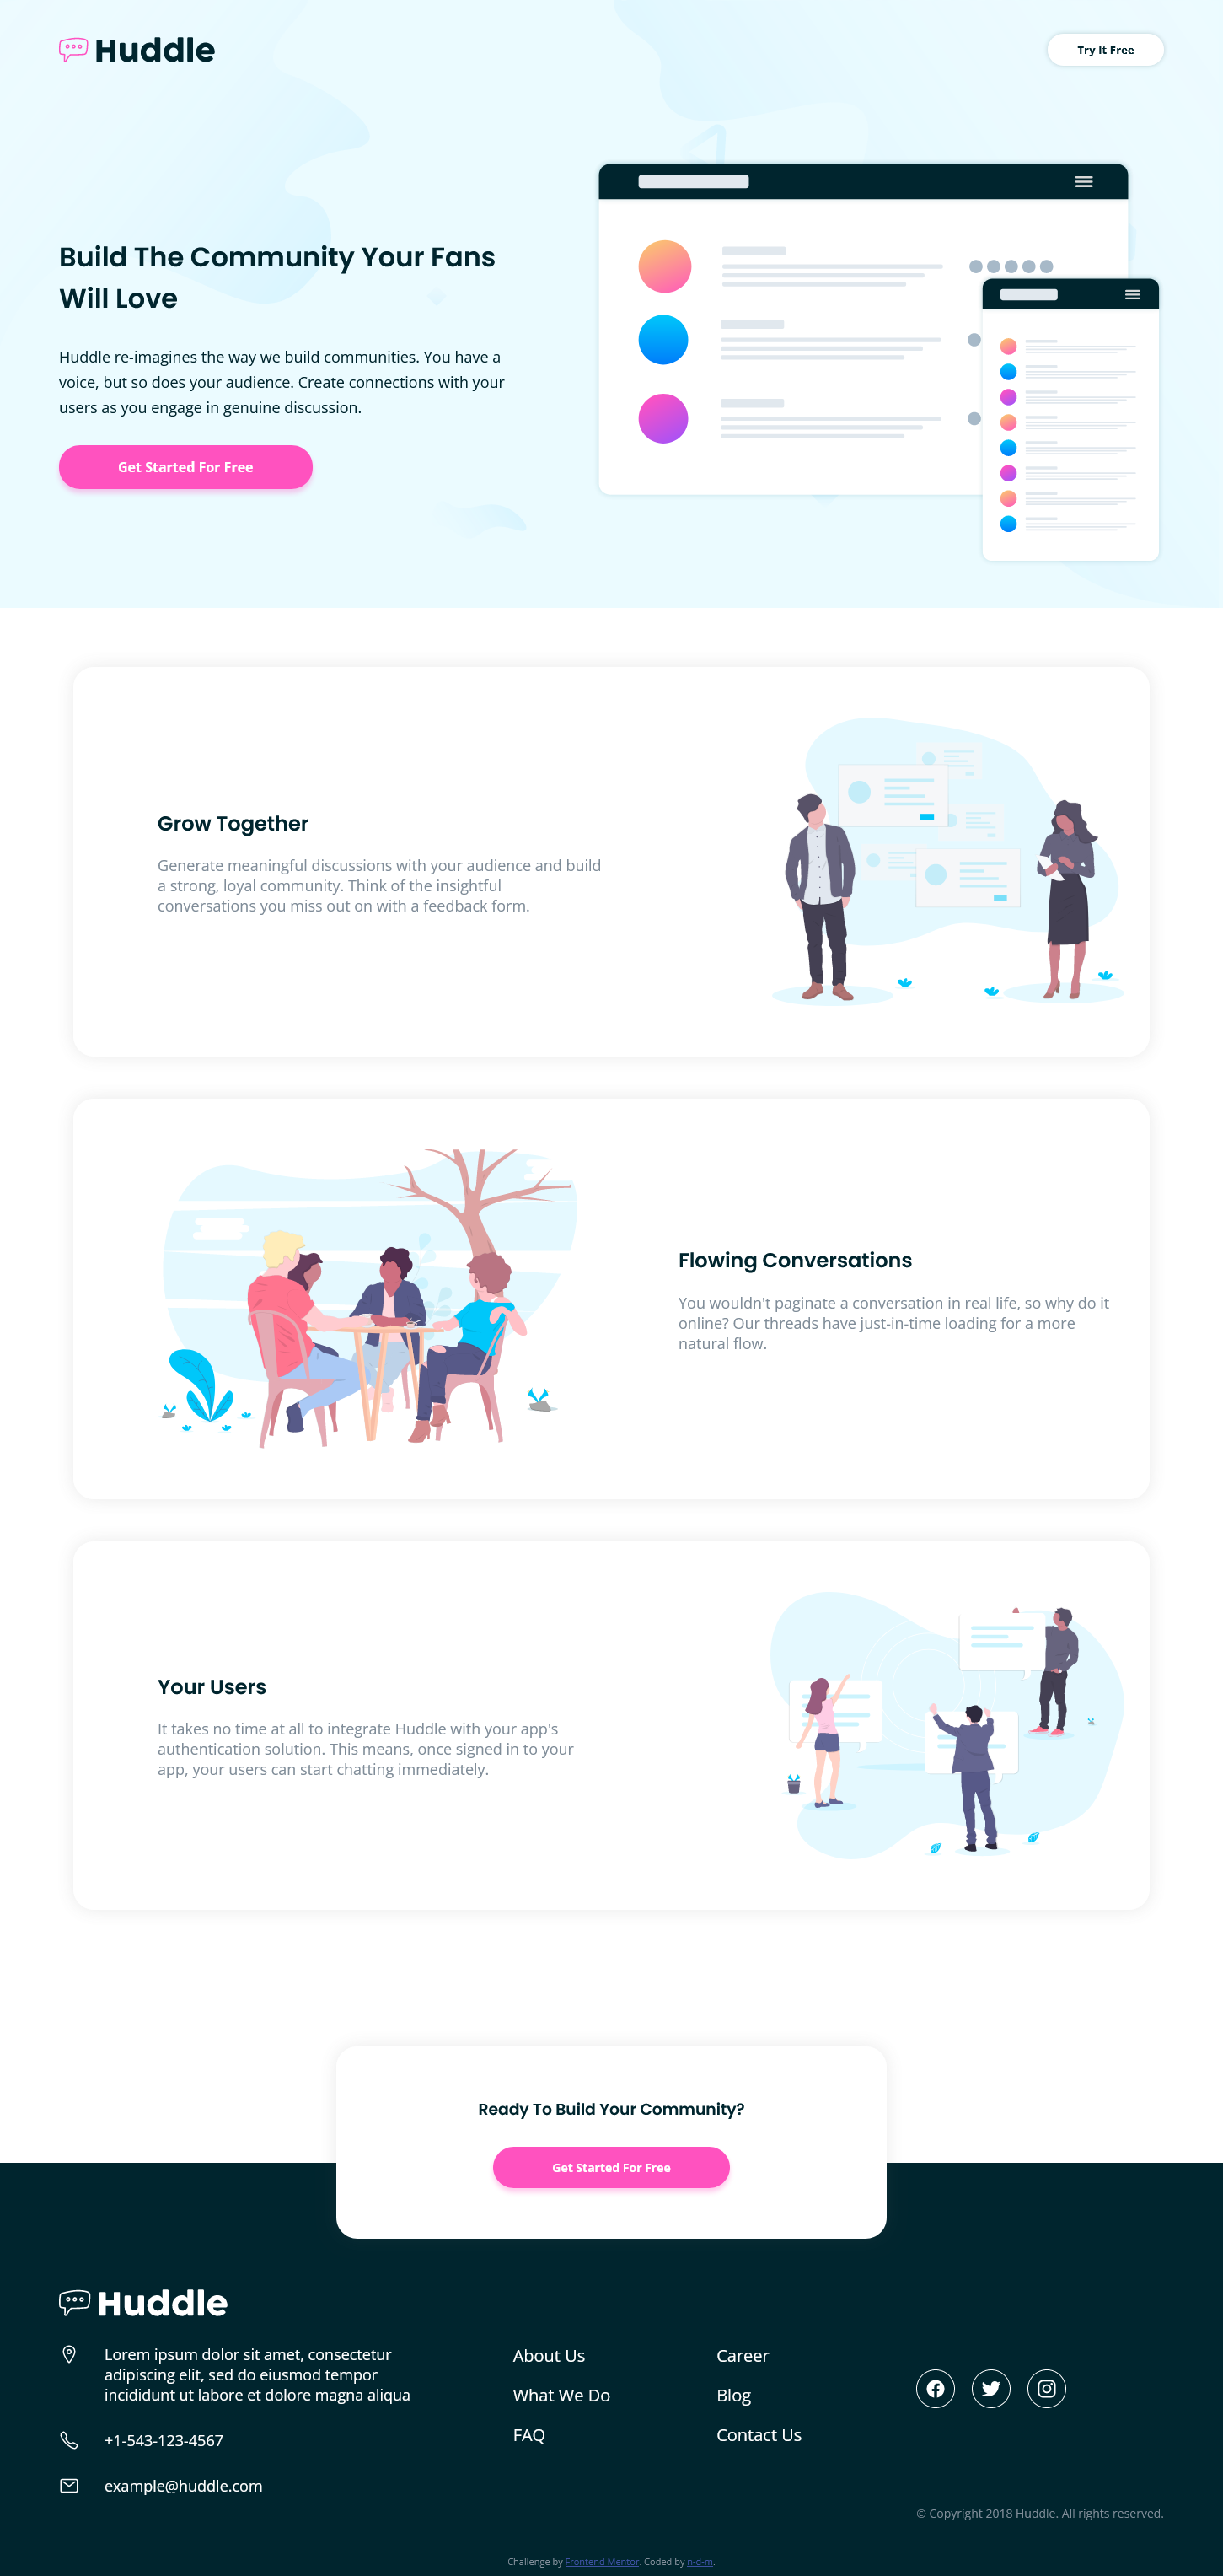 Huddle
Try It Free
Build The Community Your Fans
Will Love
Huddle re-imagines the way we build communities. You have a
voice, but so does your audience. Create connections with your
users as you engage in genuine discussion.
Get Started For Free
Grow Together
Generate meaningful discussions with your audience and build
a strong, loyal community. Think of the insightful
conversations you miss out on with a feedback form.
Flowing Conversations
You wouldn't paginate a conversation in real life, so why do it
online? Our threads have just-in-time loading for a more
natural flow.
Your Users
It takes no time at all to integrate Huddle with your app's
authentication solution. This means, once signed in to your
app, your users can start chatting immediately.
Ready To Build Your Community?
Get Started For Free
Huddle
Lorem ipsum dolor sit amet, consectetur
adipiscing elit, sed do eiusmod tempor
incididunt ut labore et dolore magna aliqua
+1-543-123-4567
example@huddle.com
About Us
What We Do
FAQ
Career
Blog
Contact Us
© Copyright 2018 Huddle. All rights reserved.
Challenge by Frontend Mentor. Coded by n-d-m.